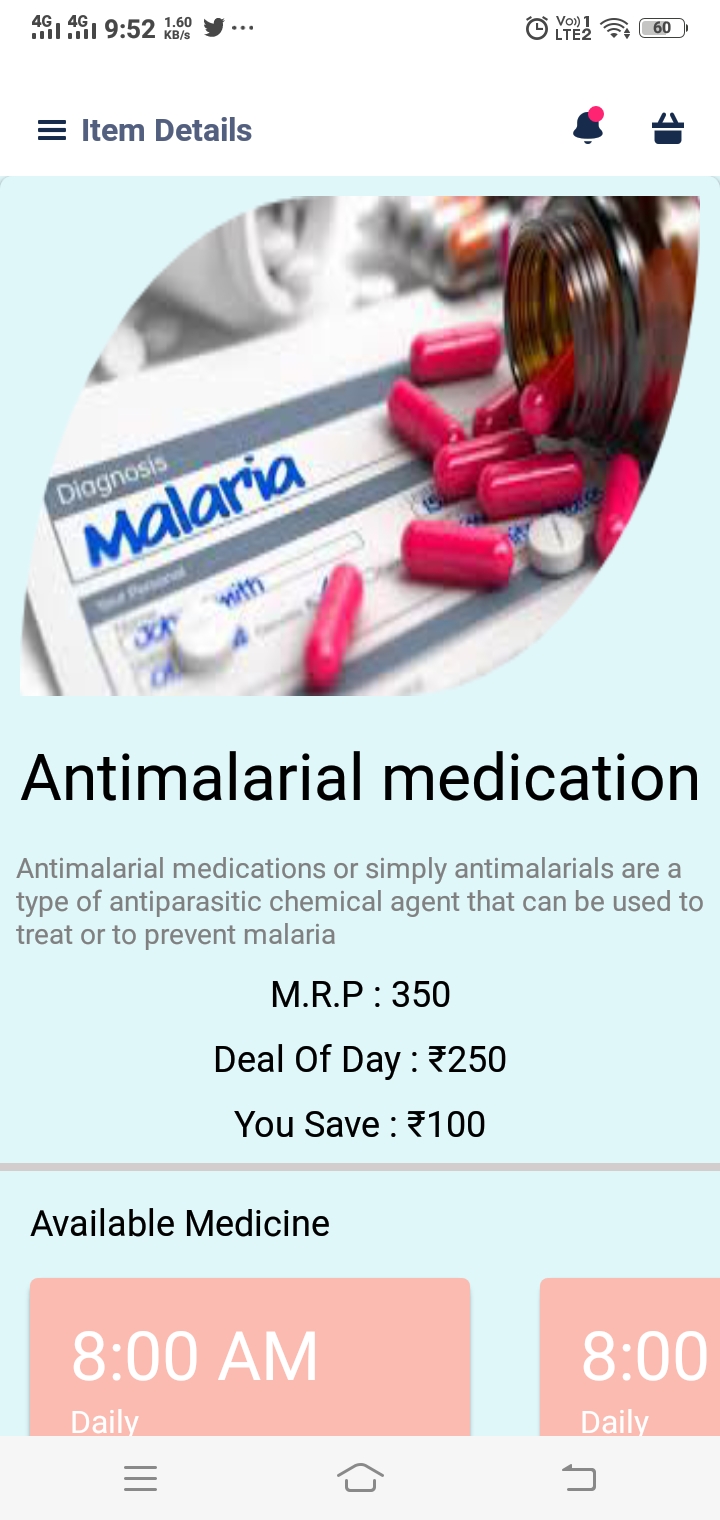 4G 4G 9:52 1.60 KB/s ··· Vo)) 1 LTE2 60
Item Details
Diagnosis
Malaria
Your Personal
Antimalarial medication
Antimalarial medications or simply antimalarials are a
type of antiparasitic chemical agent that can be used to
treat or to prevent malaria
M.R.P : 350
Deal Of Day : ₹250
You Save : ₹100
Available Medicine
8:00 AM
8:00
Daily
Daily